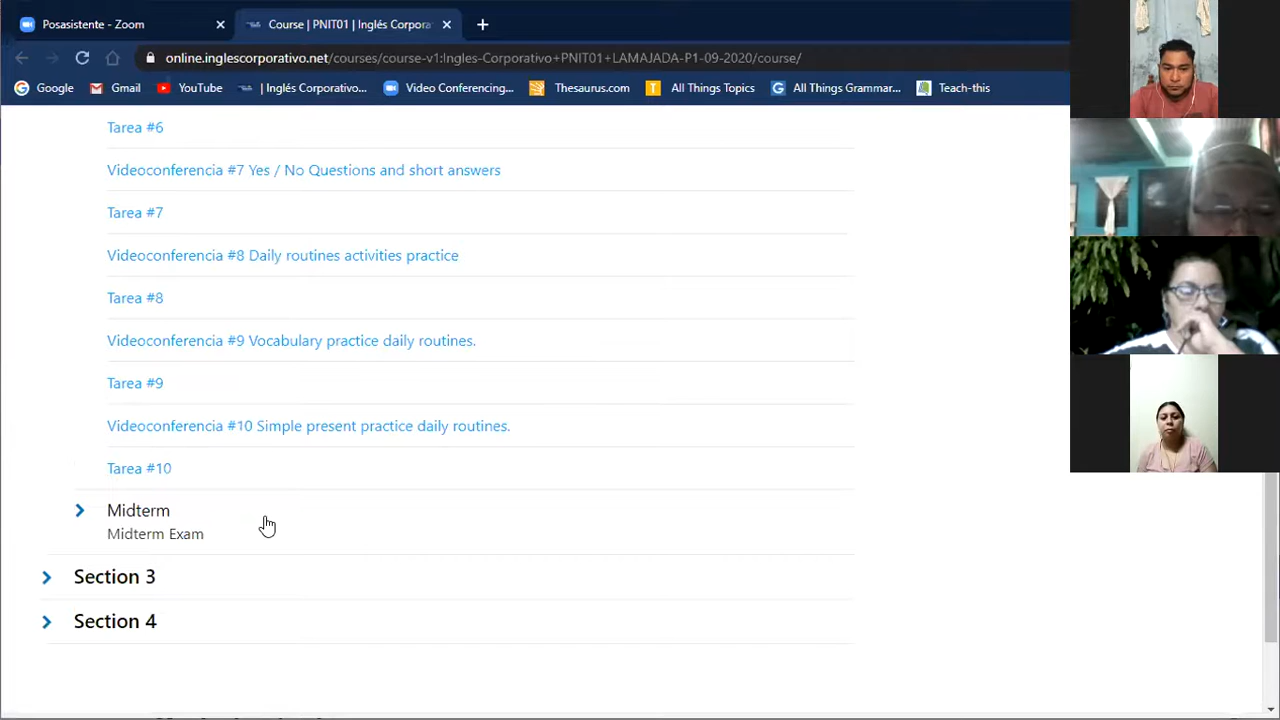 Posasistente - Zoom
Course | PNIT01 | Inglés Corpora
online.inglescorporativo.net/courses/course-v1:Ingles-Corporativo+PNIT01+LAMAJADA-P1-09-2020/course/
Google
Gmail
YouTube
| Inglés Corporativo...
Video Conferencing,...
Thesaurus.com
All Things Topics
All Things Grammar...
Teach-this
Tarea #6
Videoconferencia #7 Yes / No Questions and short answers
Tarea #7
Videoconferencia #8 Daily routines activities practice
Tarea #8
Videoconferencia #9 Vocabulary practice daily routines.
Tarea #9
Videoconferencia #10 Simple present practice daily routines.
Tarea #10
Midterm
Midterm Exam
Section 3
Section 4